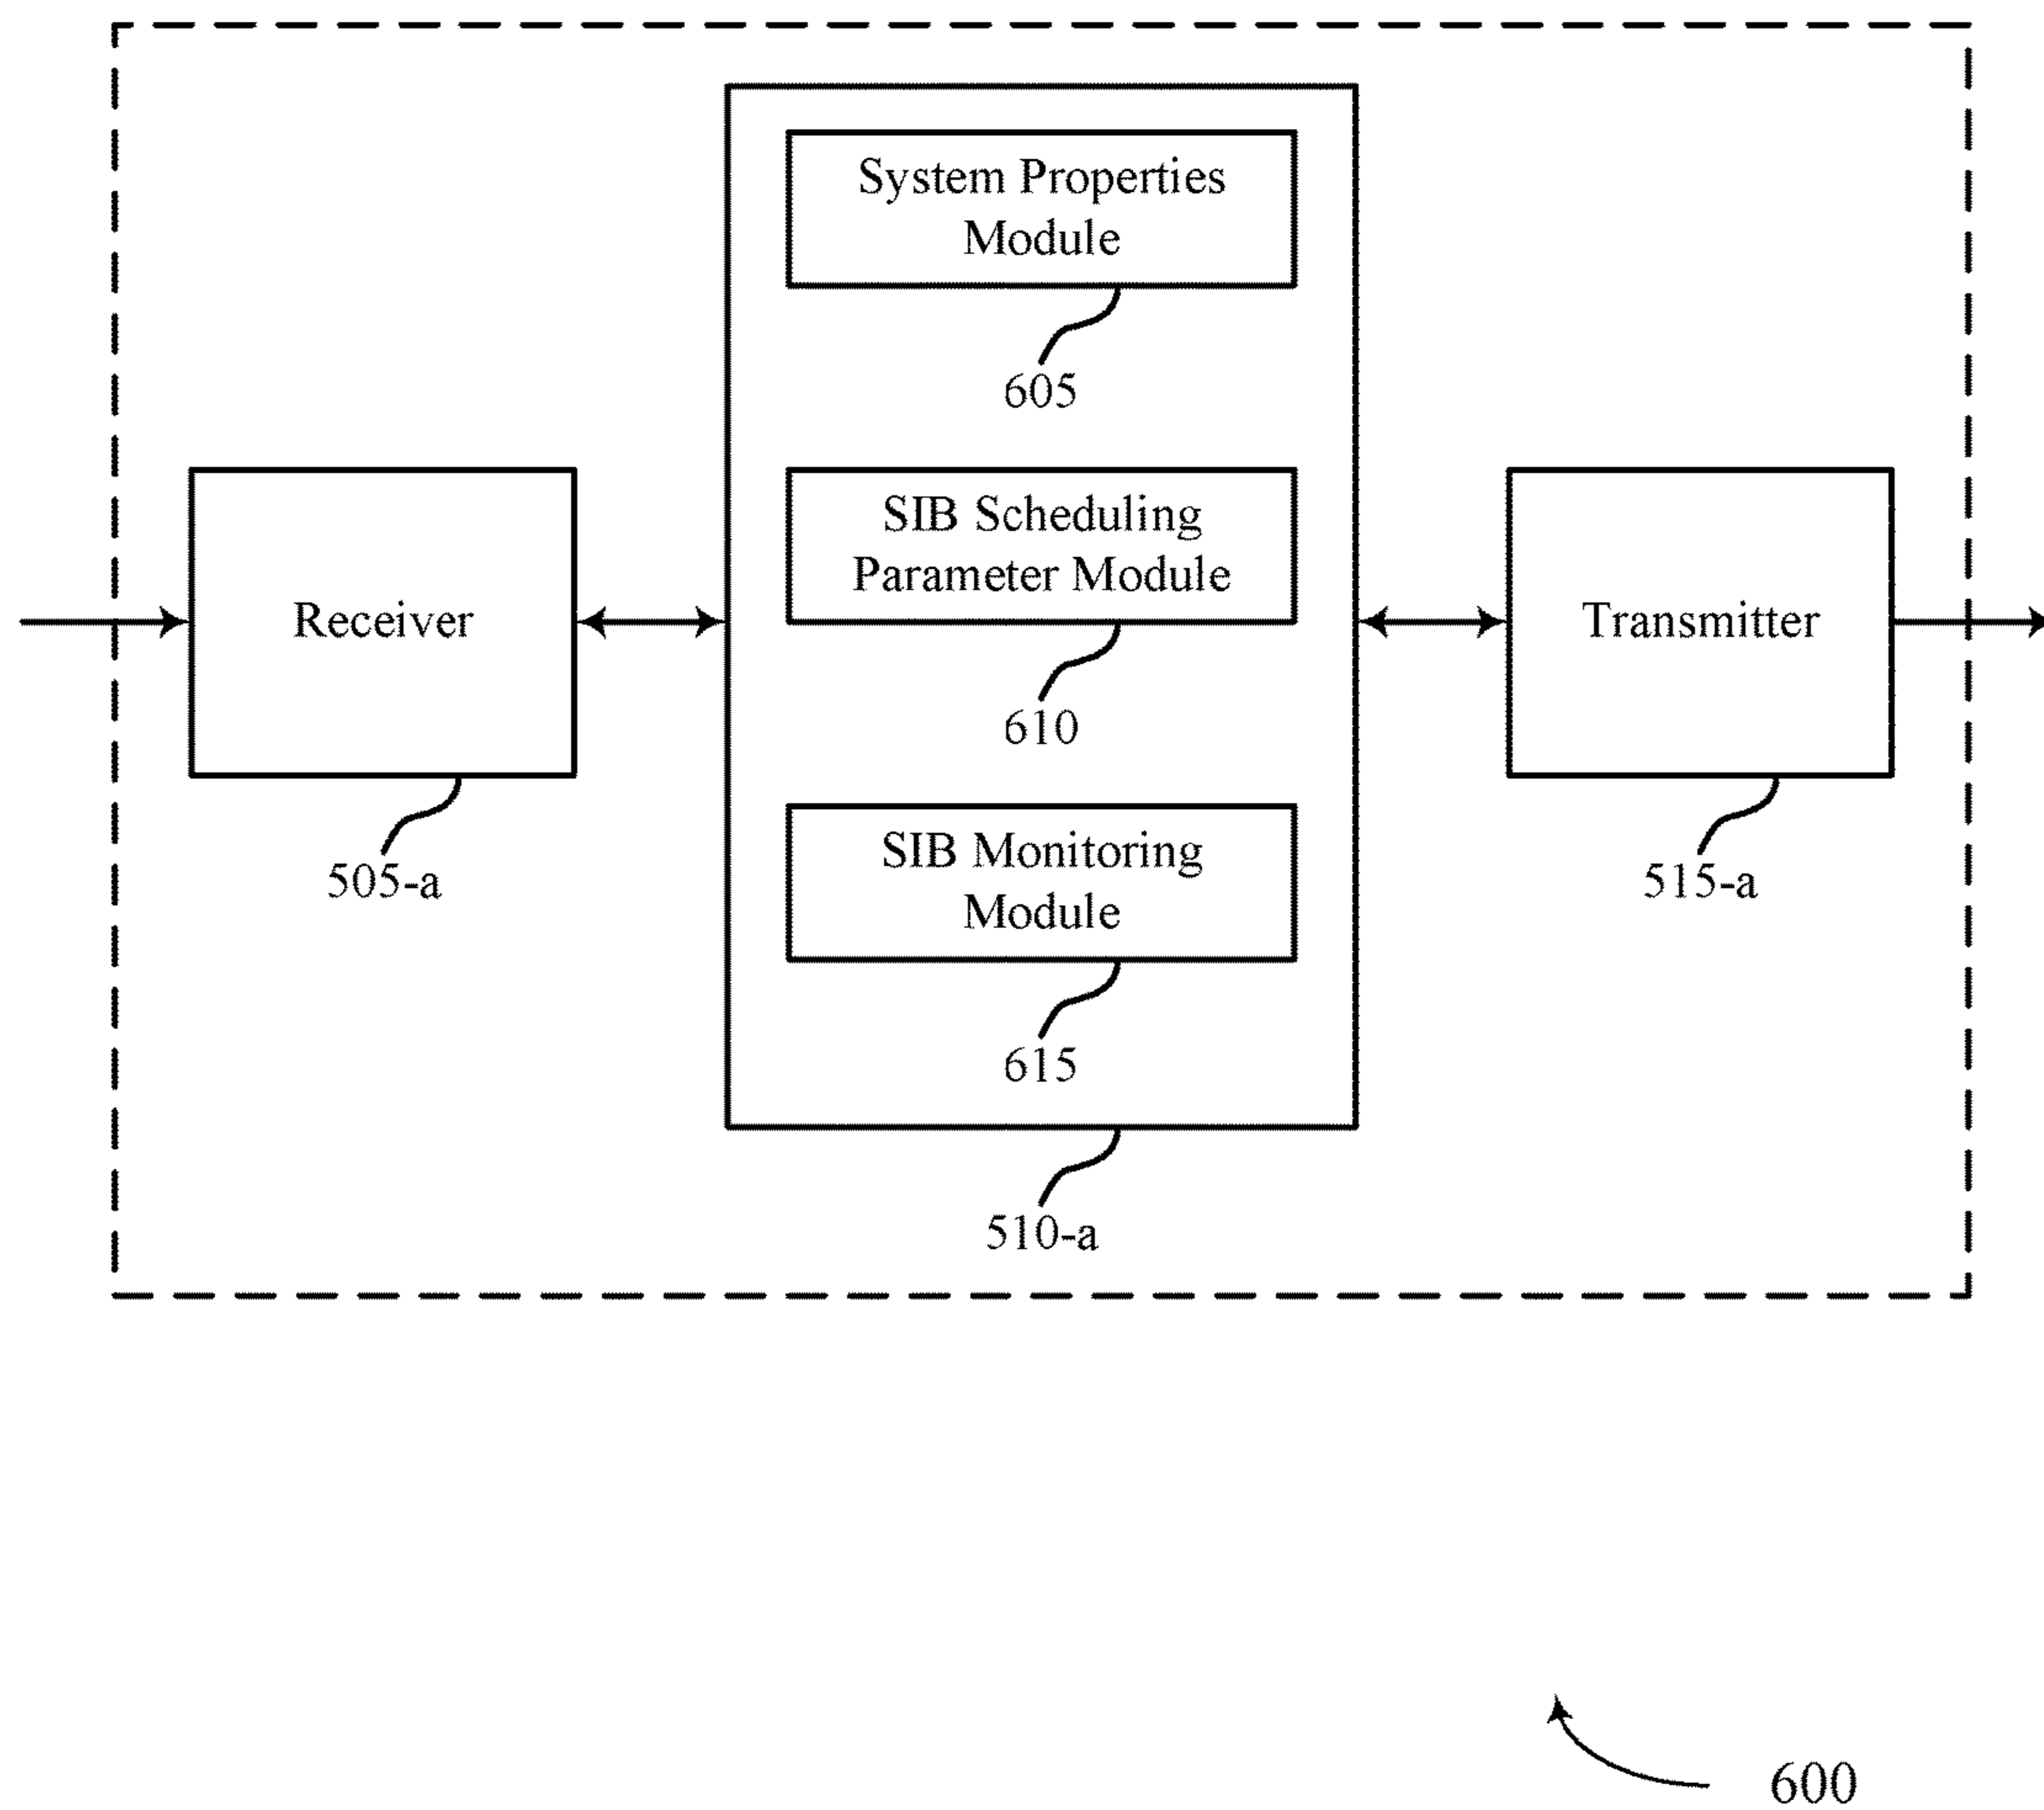 System Properties
Module
605
SIB Scheduling
Parameter Module
610
Receiver
505-a
Transmitter
515-a
SIB Monitoring
Module
615
510-a
600